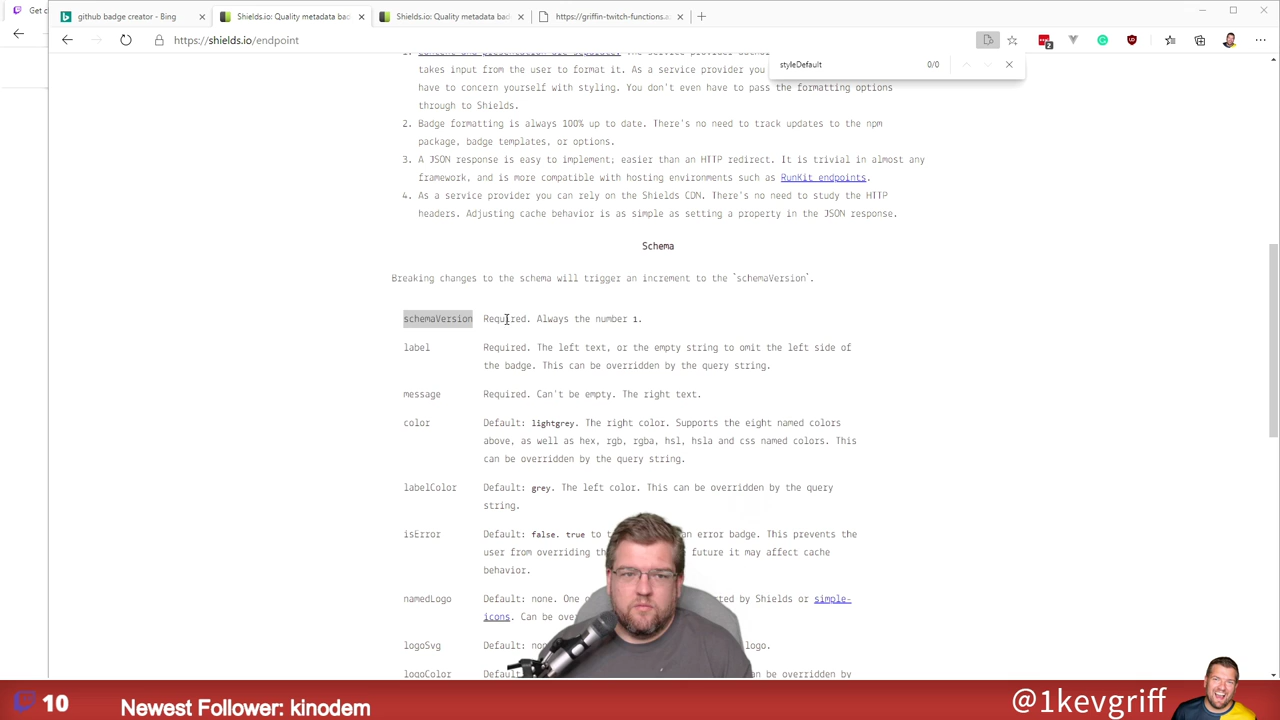 Get c
github badge creator - Bing
Shields.io: Quality metadata bad
Shields.io: Quality metadata bad
https://griffin-twitch-functions.a
https://shields.io/endpoint
2
styleDefault 0/0
takes input from the user to format it. As a service provider you
have to concern yourself with styling. You don't even have to pass the formatting options
through to Shields.
2. Badge formatting is always 100% up to date. There's no need to track updates to the npm
package, badge templates, or options.
3. A JSON response is easy to implement; easier than an HTTP redirect. It is trivial in almost any
framework, and is more compatible with hosting environments such as RunKit endpoints.
4. As a service provider you can rely on the Shields CDN. There's no need to study the HTTP
headers. Adjusting cache behavior is as simple as setting a property in the JSON response.
Schema
Breaking changes to the schema will trigger an increment to the `schemaVersion`.
schemaVersion Required. Always the number 1.
label Required. The left text, or the empty string to omit the left side of
the badge. This can be overridden by the query string.
message Required. Can't be empty. The right text.
color Default: lightgrey. The right color. Supports the eight named colors
above, as well as hex, rgb, rgba, hsl, hsla and css named colors. This
can be overridden by the query string.
labelColor Default: grey. The left color. This can be overridden by the query
string.
isError Default: false. true to t an error badge. This prevents the
user from overriding th future it may affect cache
behavior.
namedLogo Default: none. One o rted by Shields or simple-
icons. Can be ove
logoSvg Default: no logo.
logoColor Default: an be overridden by
10
Newest Follower: kinodem
@1kevgriff